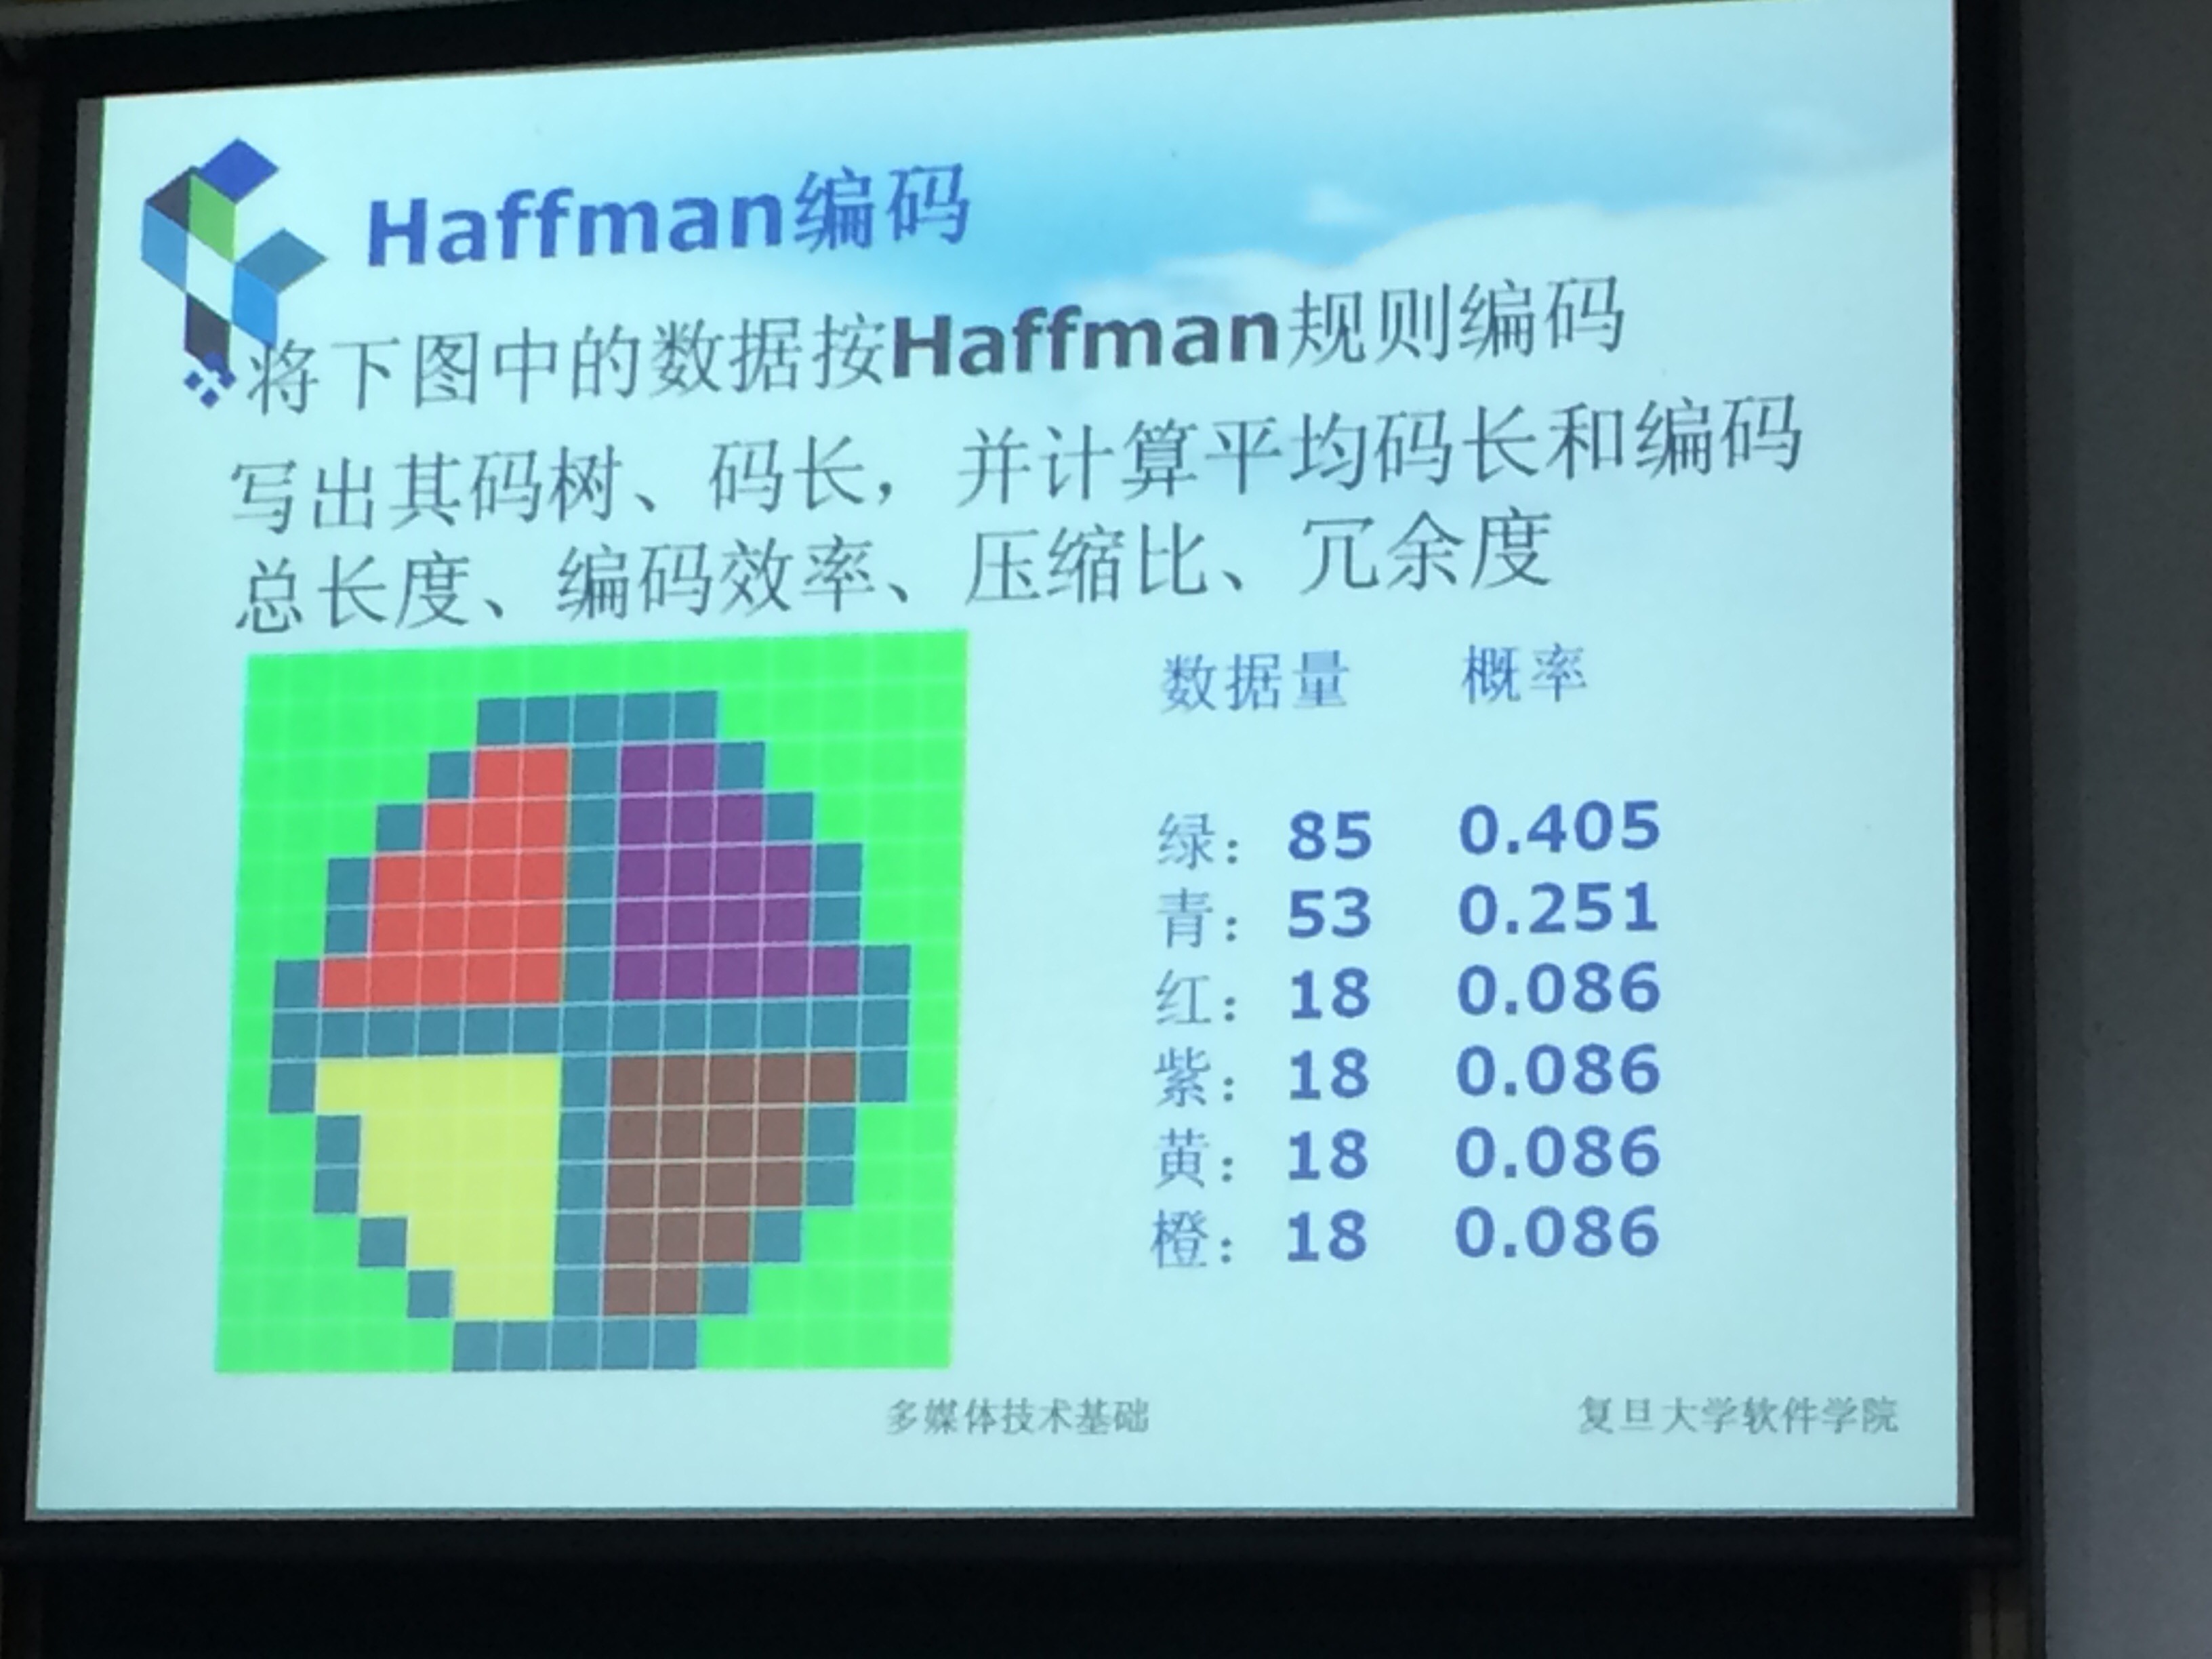 Haffman编码
将下图中的数据按Haffman规则编码
写出其码树、码长，并计算平均码长和编码
总长度、编码效率、压缩比、冗余度
数据量 概率
绿：85 0.405
青：53 0.251
红：18 0.086
紫：18 0.086
黄：18 0.086
橙：18 0.086
多媒体技术基础 复旦大学软件学院